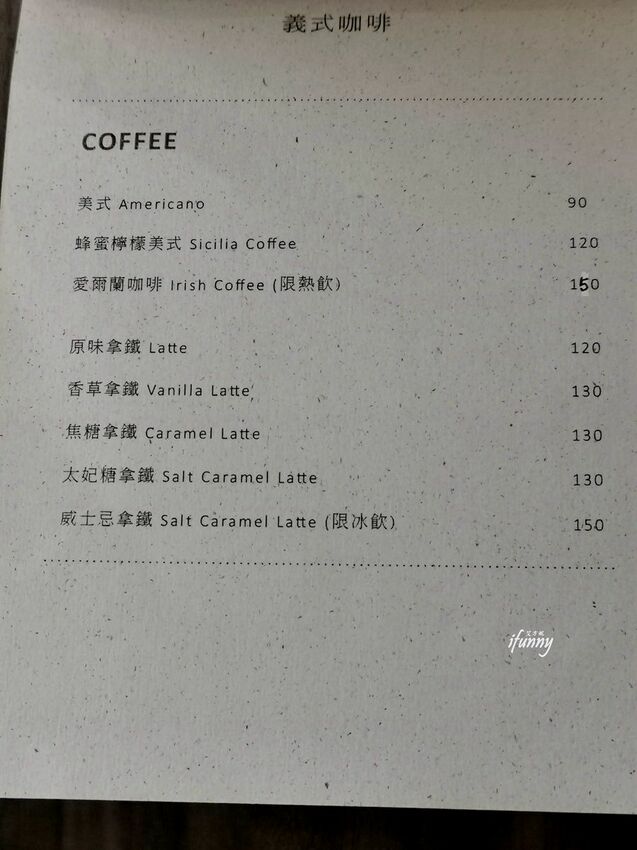 義式咖啡
COFFEE
美式 Americano 90
蜂蜜檸檬美式 Sicilia Coffee 120
愛爾蘭咖啡 Irish Coffee (限熱飲) 150
原味拿鐵 Latte 120
香草拿鐵 Vanilla Latte 130
焦糖拿鐵 Caramel Latte 130
太妃糖拿鐵 Salt Caramel Latte 130
威士忌拿鐵 Salt Caramel Latte (限冰飲) 150
艾方妮
ifunny